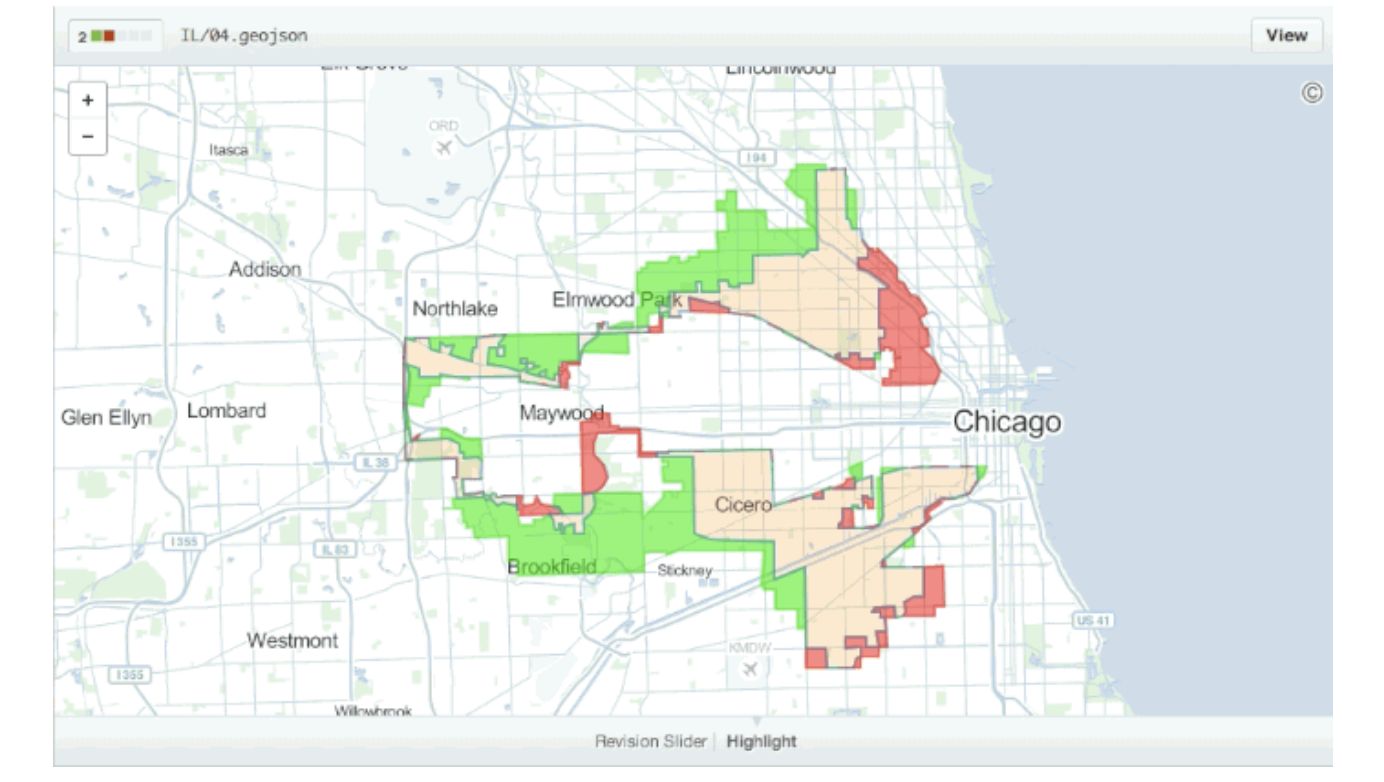 2 IL/04.geojson View
+
−
©
Elk Grove
Lincolnwood
ORD
Itasca
I 94
Addison
Northlake
Elmwood Park
Glen Ellyn
Lombard
Maywood
Chicago
IL 38
Cicero
I 355
IL 83
Brookfield
Stickney
US 41
Westmont
KMDW
I 355
Willowbrook
Revision Slider Highlight